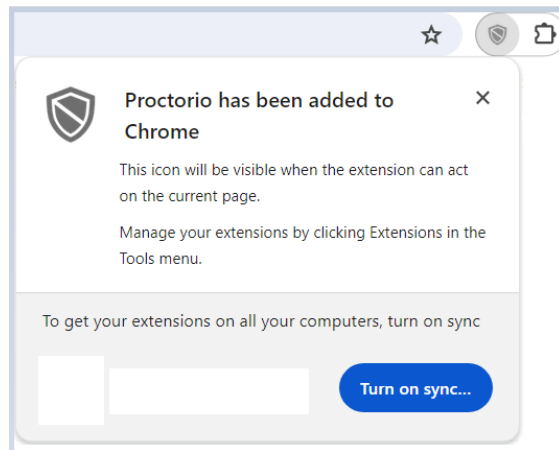 Proctorio has been added to
Chrome
This icon will be visible when the extension can act
on the current page.
Manage your extensions by clicking Extensions in the
Tools menu.
To get your extensions on all your computers, turn on sync
Turn on sync...